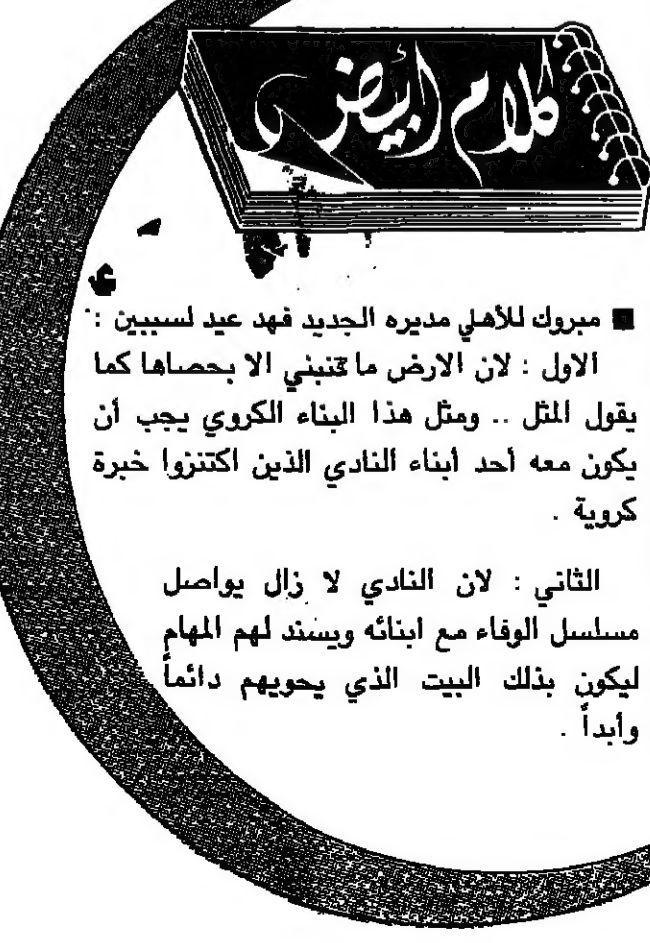 كلام أبيض
■ مبروك للأهلي مديره الجديد فهد عيد لسببين :
الاول : لان الارض ما تنبني الا بحصاها كما
يقول المثل .. ومثل هذا البناء الكروي يجب أن
يكون معه أحد أبناء النادي الذين اكتنزوا خبرة
كروية .
الثاني : لان النادي لا زال يواصل
مسلسل الوفاء مع ابنائه ويسند لهم المهام
ليكون بذلك البيت الذي يحويهم دائماً
وأبداً .